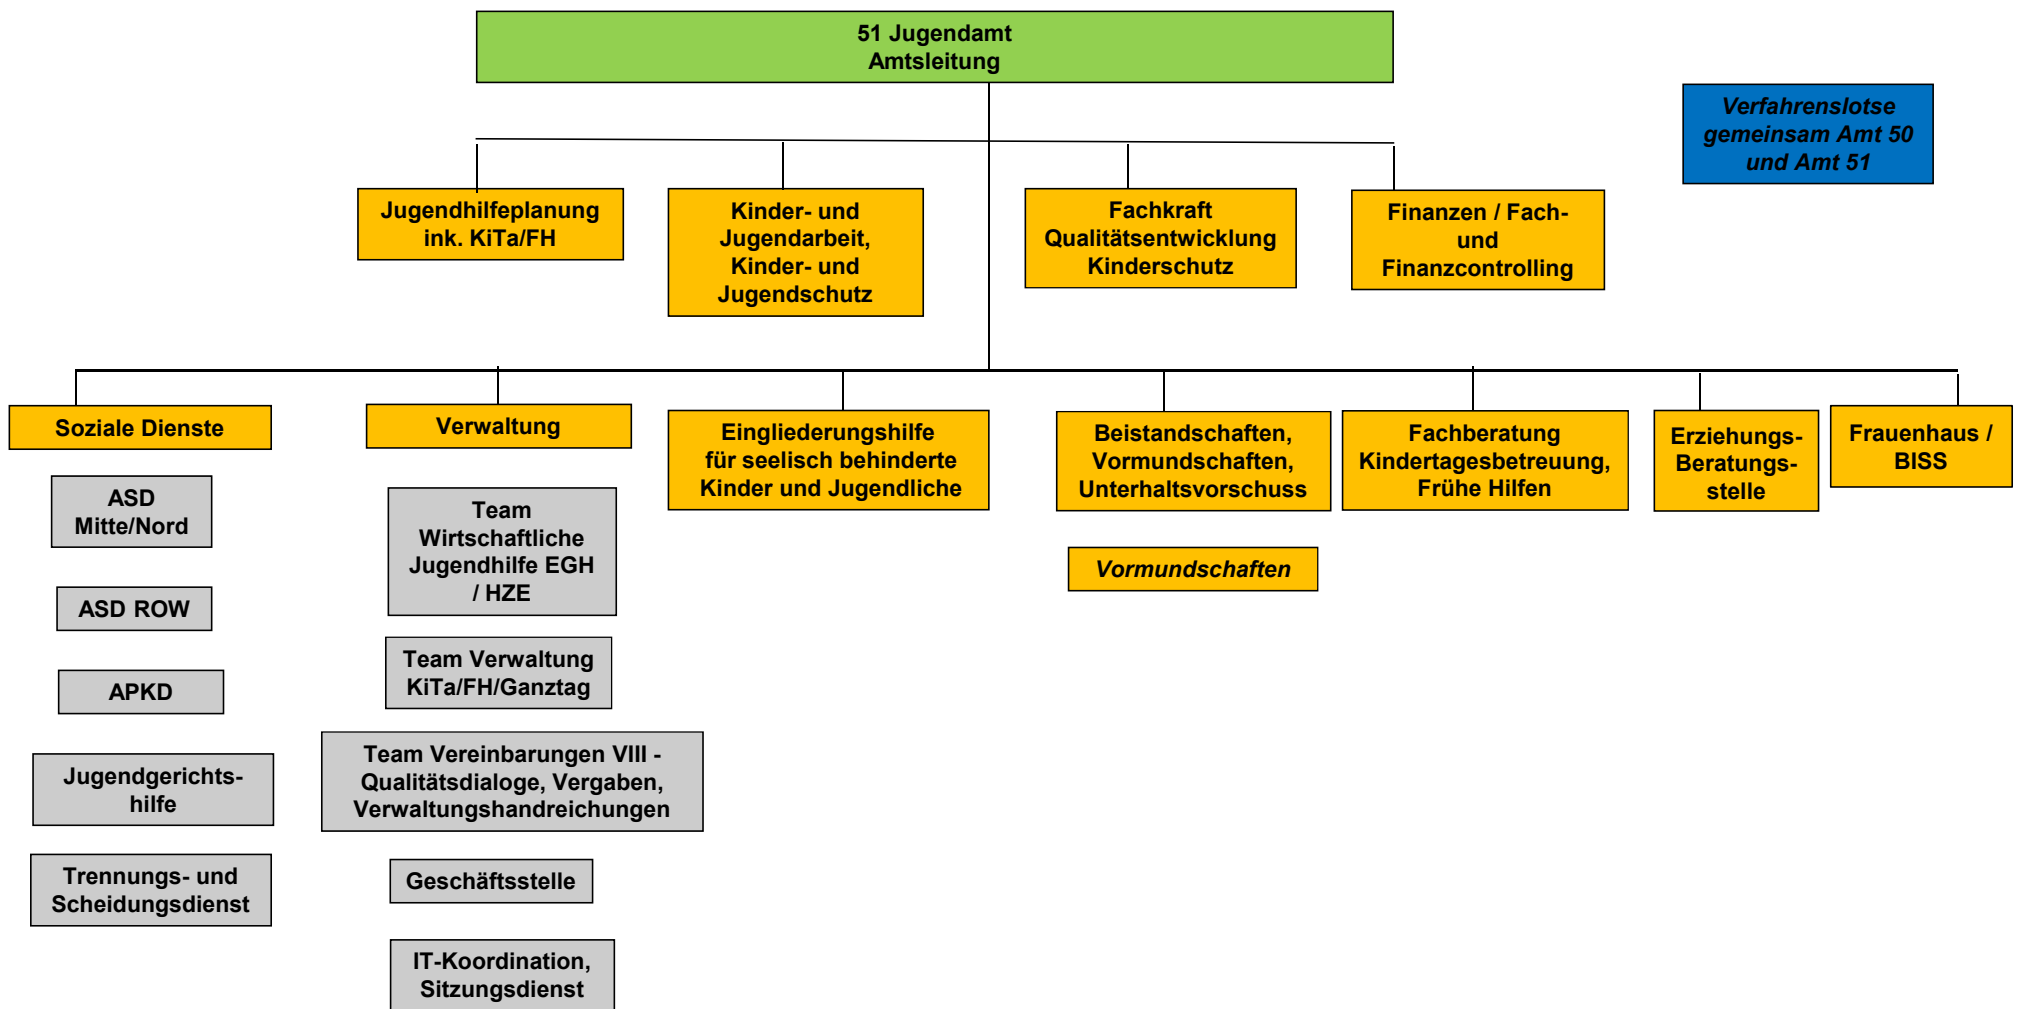 51 Jugendamt
Amtsleitung
Verfahrenslotse
gemeinsam Amt 50
und Amt 51
Jugendhilfeplanung
ink. KiTa/FH
Kinder- und
Jugendarbeit,
Kinder- und
Jugendschutz
Fachkraft
Qualitätsentwicklung
Kinderschutz
Finanzen / Fach-
und
Finanzcontrolling
Soziale Dienste
Verwaltung
Eingliederungshilfe
für seelisch behinderte
Kinder und Jugendliche
Beistandschaften,
Vormundschaften,
Unterhaltsvorschuss
Fachberatung
Kindertagesbetreuung,
Frühe Hilfen
Erziehungs-
Beratungs-
stelle
Frauenhaus /
BISS
ASD
Mitte/Nord
ASD ROW
APKD
Jugendgerichts-
hilfe
Trennungs- und
Scheidungsdienst
Team
Wirtschaftliche
Jugendhilfe EGH
/ HZE
Team Verwaltung
KiTa/FH/Ganztag
Team Vereinbarungen VIII -
Qualitätsdialoge, Vergaben,
Verwaltungshandreichungen
Geschäftsstelle
IT-Koordination,
Sitzungsdienst
Vormundschaften